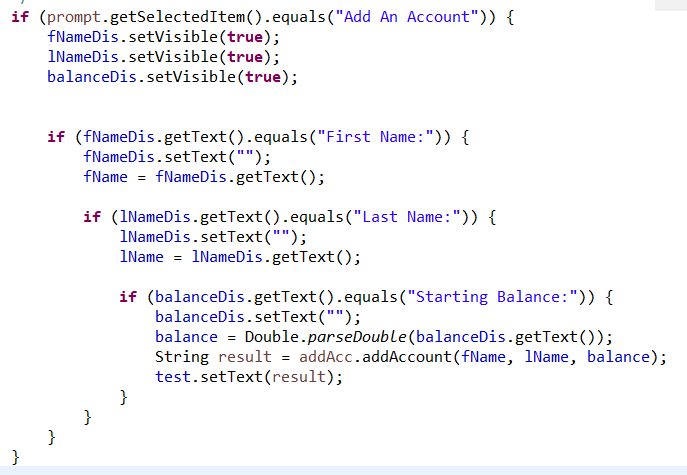 if (prompt.getSelectedItem().equals("Add An Account")) {
fNameDis.setVisible(true);
lNameDis.setVisible(true);
balanceDis.setVisible(true);
if (fNameDis.getText().equals("First Name:")) {
fNameDis.setText("");
fName = fNameDis.getText();
if (lNameDis.getText().equals("Last Name:")) {
lNameDis.setText("");
lName = lNameDis.getText();
if (balanceDis.getText().equals("Starting Balance:")) {
balanceDis.setText("");
balance = Double.parseDouble(balanceDis.getText());
String result = addAcc.addAccount(fName, lName, balance);
test.setText(result);
}
}
}
}